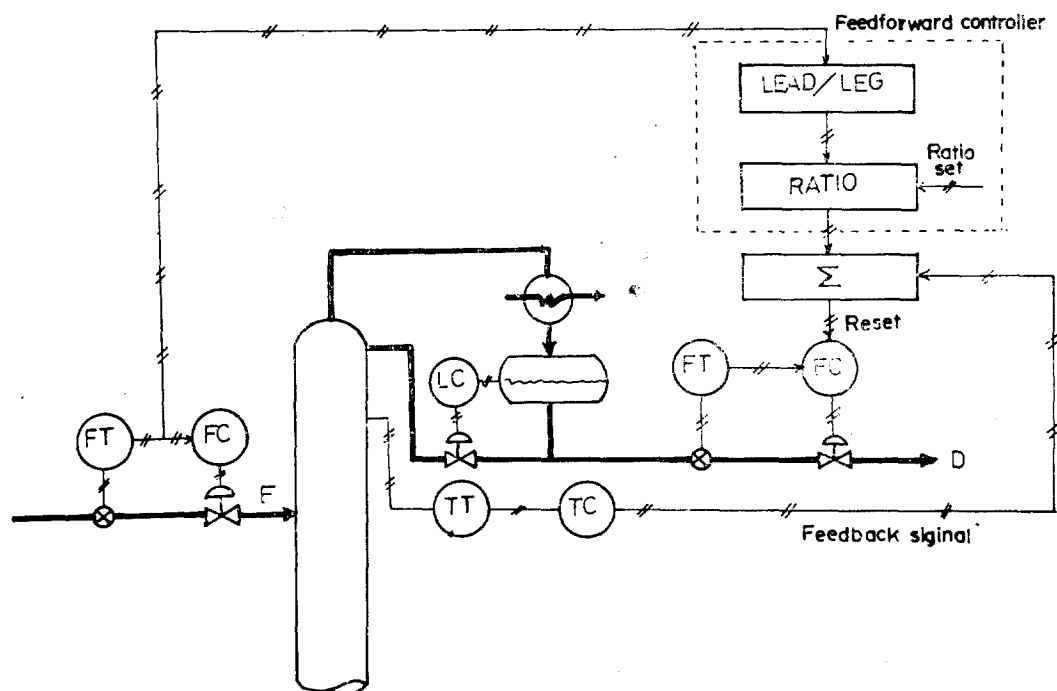 Feedforward controller
LEAD/LEG
Ratio
set
RATIO
Σ
Reset
FT
FC
LC
FT
FC
F
D
TT
TC
Feedback siginal